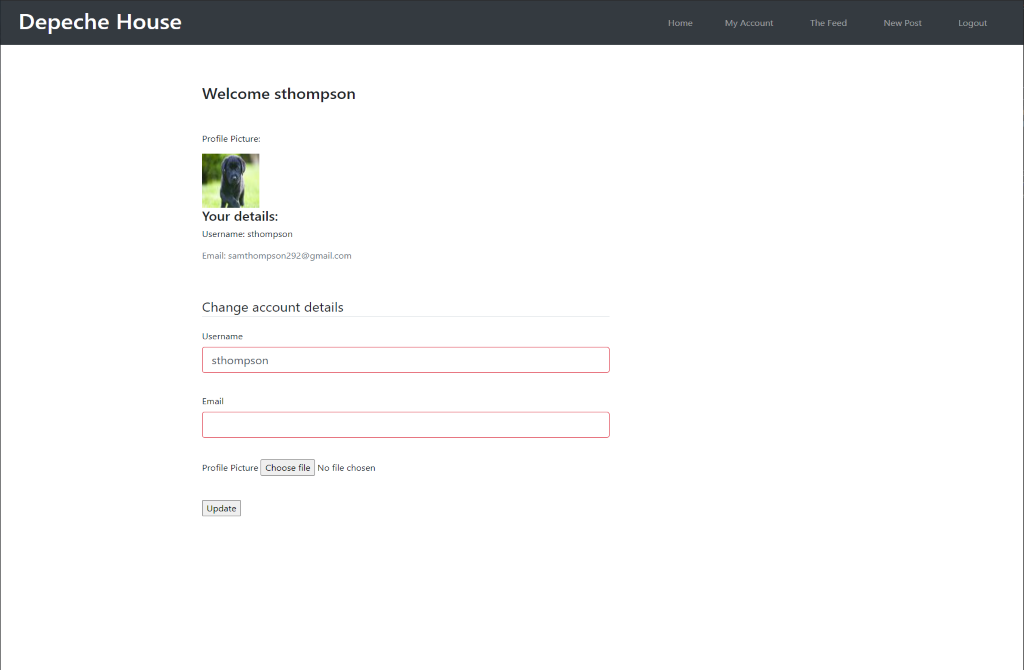 Depeche House
Home My Account The Feed New Post Logout
Welcome sthompson
Profile Picture:
Your details:
Username: sthompson
Email: samthompson292@gmail.com
Change account details
Username
sthompson
Email
Profile Picture Choose file No file chosen
Update